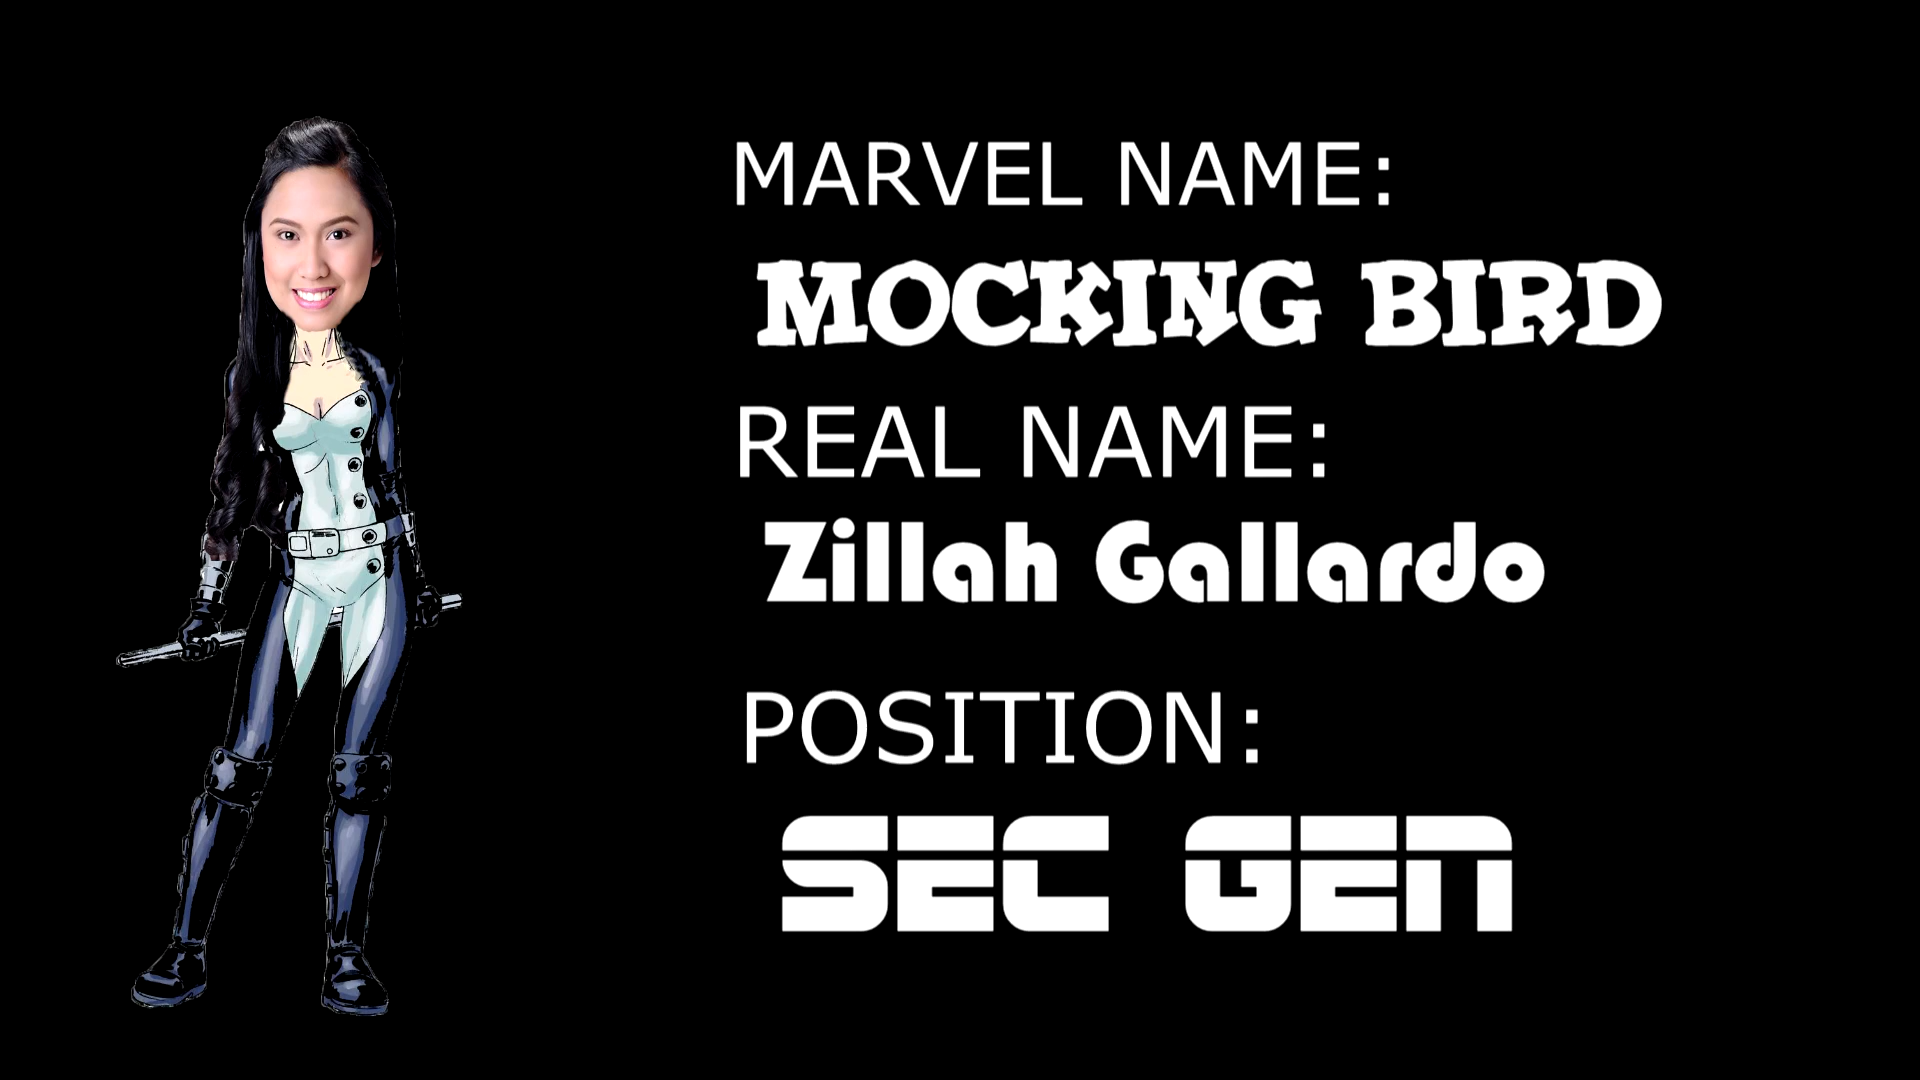 MARVEL NAME:
MOCKING BIRD
REAL NAME:
Zillah Gallardo
POSITION:
SEC GEN